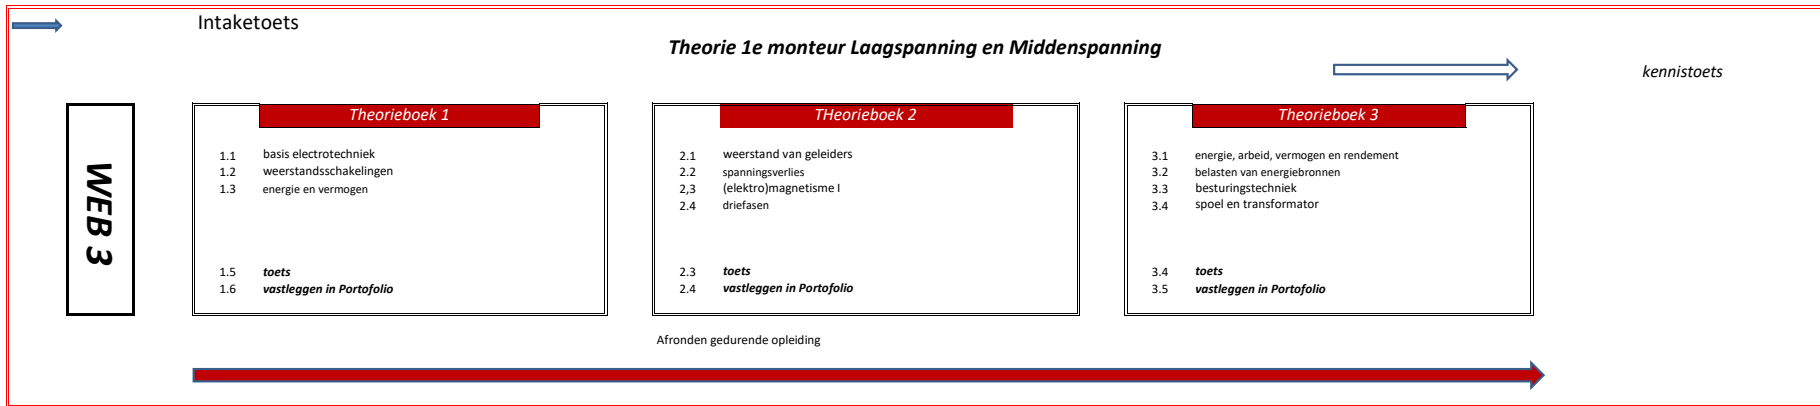 Intaketoets
Theorie 1e monteur Laagspanning en Middenspanning
kennistoets
WEB 3
Theorieboek 1
1.1 basis electrotechniek
1.2 weerstandsschakelingen
1.3 energie en vermogen
1.5 toets
1.6 vastleggen in Portofolio
THeorieboek 2
2.1 weerstand van geleiders
2.2 spanningsverlies
2,3 (elektro)magnetisme I
2.4 driefasen
2.3 toets
2.4 vastleggen in Portofolio
Theorieboek 3
3.1 energie, arbeid, vermogen en rendement
3.2 belasten van energiebronnen
3.3 besturingstechniek
3.4 spoel en transformator
3.4 toets
3.5 vastleggen in Portofolio
Afronden gedurende opleiding